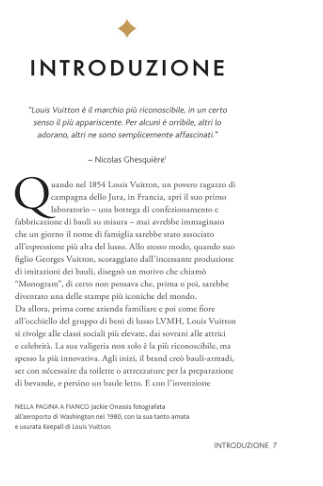 INTRODUZIONE
“Louis Vuitton è il marchio più riconoscibile, in un certo
senso il più appariscente. Per alcuni è orribile, altri lo
adorano, altri ne sono semplicemente affascinati.”
– Nicolas Ghesquière¹
Quando nel 1854 Louis Vuitton, un povero ragazzo di
campagna dello Jura, in Francia, aprì il suo primo
laboratorio – una bottega di confezionamento e
fabbricazione di bauli su misura – mai avrebbe immaginato
che un giorno il nome di famiglia sarebbe stato associato
all’espressione più alta del lusso. Allo stesso modo, quando suo
figlio Georges Vuitton, scoraggiato dall’incessante produzione
di imitazioni dei bauli, disegnò un motivo che chiamò
“Monogram”, di certo non pensava che, prima o poi, sarebbe
diventato una delle stampe più iconiche del mondo.
Da allora, prima come azienda familiare e poi come fiore
all’occhiello del gruppo di beni di lusso LVMH, Louis Vuitton
si rivolge alle classi sociali più elevate, dai sovrani alle attrici
e celebrità. La sua valigeria non solo è la più riconoscibile, ma
spesso la più innovativa. Agli inizi, il brand creò bauli-armadi,
set con nécessaire da toilette o attrezzature per la preparazione
di bevande, e persino un baule letto. E con l’invenzione
NELLA PAGINA A FIANCO Jackie Onassis fotografata
all’aeroporto di Washington nel 1980, con la sua tanto amata
e usurata Keepall di Louis Vuitton.
INTRODUZIONE 7